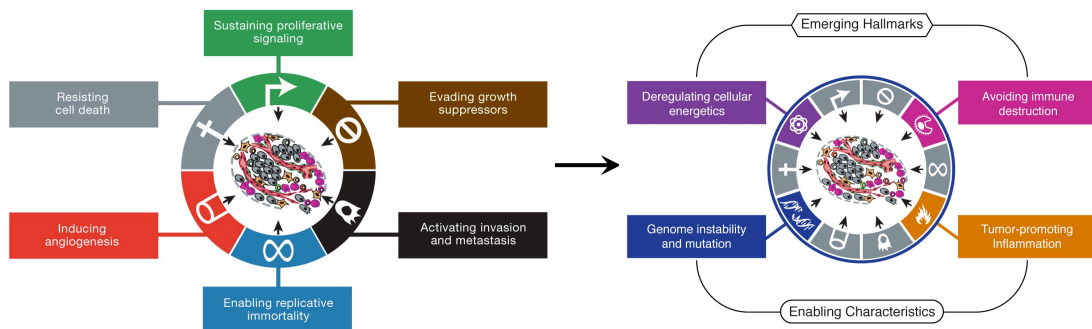 Sustaining proliferative
signaling
Resisting
cell death
Evading growth
suppressors
Inducing
angiogenesis
Activating invasion
and metastasis
Enabling replicative
immortality
Emerging Hallmarks
Deregulating cellular
energetics
Avoiding immune
destruction
Genome instability
and mutation
Tumor-promoting
Inflammation
Enabling Characteristics